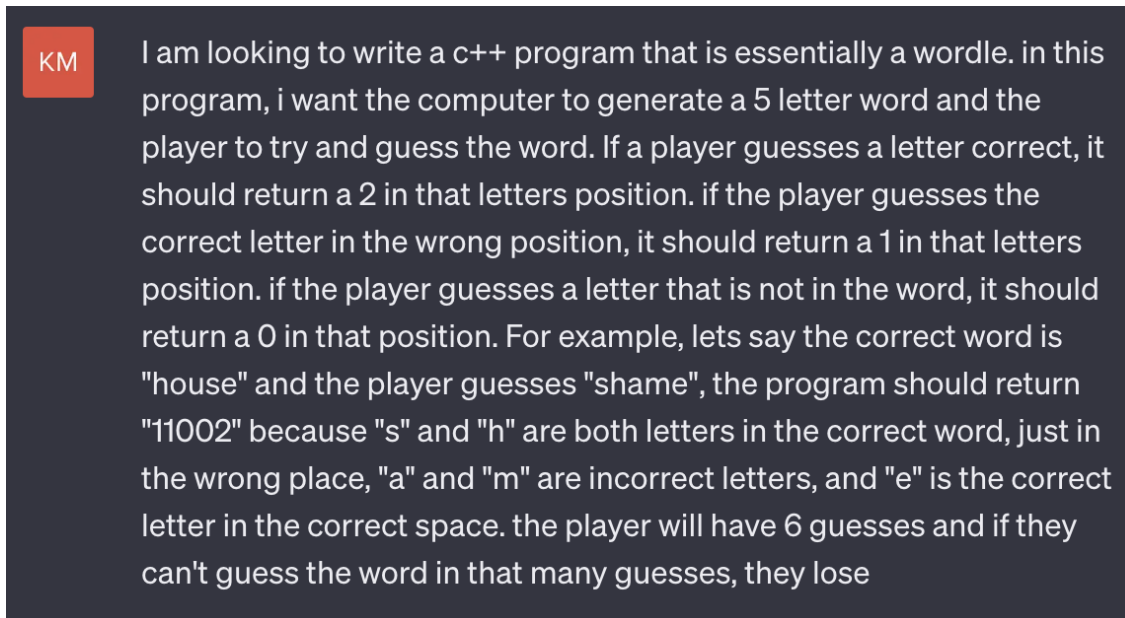 KM
I am looking to write a c++ program that is essentially a wordle. in this
program, i want the computer to generate a 5 letter word and the
player to try and guess the word. If a player guesses a letter correct, it
should return a 2 in that letters position. if the player guesses the
correct letter in the wrong position, it should return a 1 in that letters
position. if the player guesses a letter that is not in the word, it should
return a 0 in that position. For example, lets say the correct word is
"house" and the player guesses "shame", the program should return
"11002" because "s" and "h" are both letters in the correct word, just in
the wrong place, "a" and "m" are incorrect letters, and "e" is the correct
letter in the correct space. the player will have 6 guesses and if they
can't guess the word in that many guesses, they lose